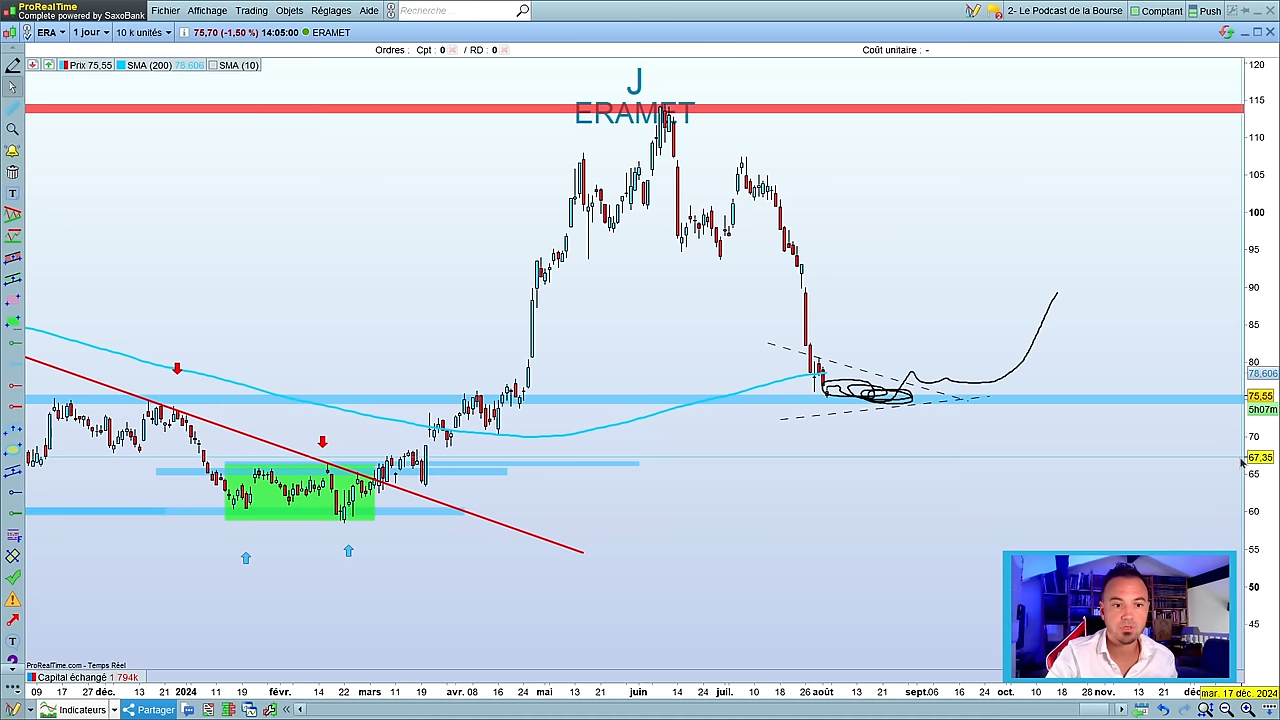 ProRealTime
Complete powered by SaxoBank
Fichier Affichage Trading Objets Réglages Aide Recherche
2- Le Podcast de la Bourse Comptant Push
ERA 1 jour 10 k unités 75,70 (-1,50 %) 14:05:00 ERAMET
Ordres : Cpt : 0 / RD : 0 Coût unitaire : -
Prix 75,55 SMA (200) 78,606 SMA (10)
J
ERAMET
120
115
110
105
100
95
90
85
80
78,606
75,55
5h07m
70
67,35
65
60
55
50
45
ProRealTime.com - Temps Réel
Capital échangé 1 794k
09 17 27 déc. 13 21 2024 11 19 févr. 14 22 mars 11 19 avr. 08 17 25 mai 13 21 juin 14 24 juil. 11 22 août 13 21 sept. 06 16 24 oct. 10 18 28 nov. 13 21 mar. 17 déc. 2024
Indicateurs Partager